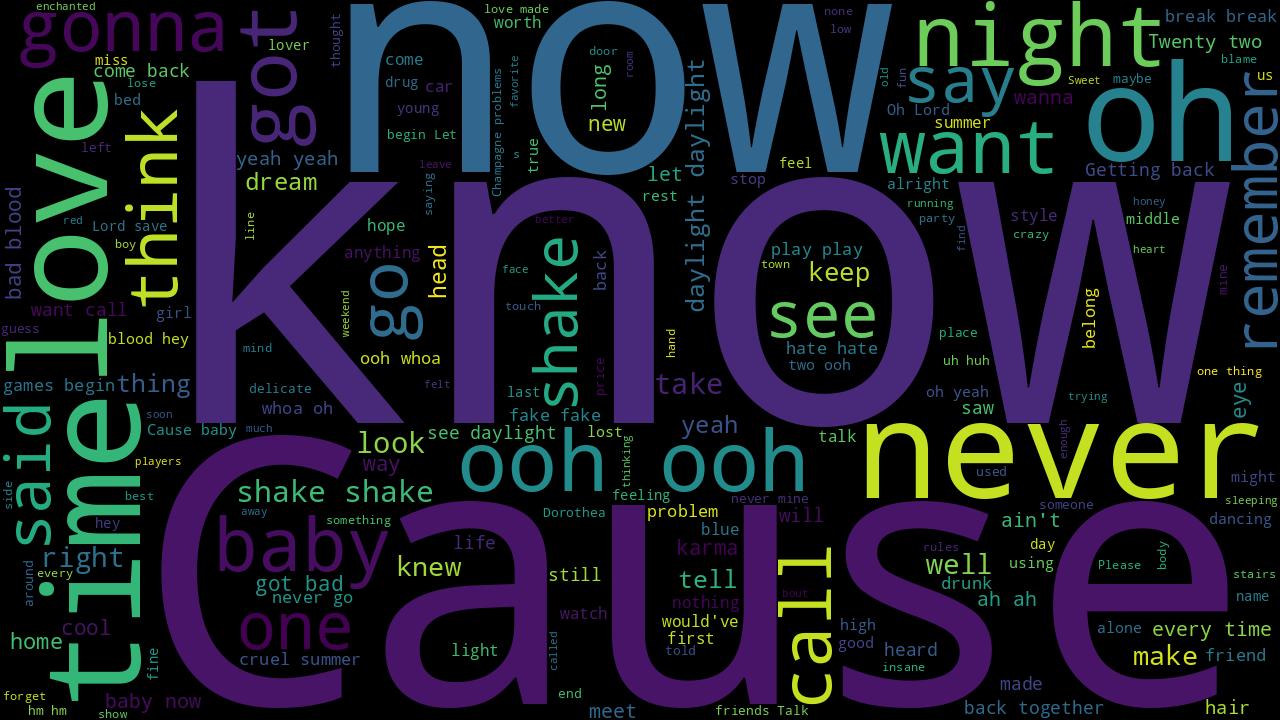 enchanted
gonna
got
lover
thought
now
love made
worth
none
low
night
break break
Twenty two
blame
miss
come back
lose
bed
come
drug
car
young
begin Let
Champagne problems
favorite
s
true
door
long
room
new
daylight daylight
old
fun
say
Sweet
maybe
Oh Lord
wanna
summer
want
oh
us
remember
Getting back
love
left
think
yeah yeah
dream
leave
saying
let
rest
stop
feel
alright
running
party
find
bad blood
red
Lord save
boy
line
hope
anything
know
better
style
crazy
honey
middle
heart
mine
want call
girl
guess
blood hey
go
head
weekend
face
touch
shake
back
play play
town
keep
see
hate hate
two ooh
hand
place
belong
uh huh
mind
ooh whoa
games begin
thing
delicate
whoa oh
felt
last
price
take
fake fake
oh yeah
saw
trying
one thing
eye
soon
Cause baby
much
said
time
players
look
way
see daylight
lost
yeah
talk
ooh ooh
thinking
never
enough
used
might
side
best
hey
shake shake
away
something
feeling
never mine
Dorothea
problem
will
blue
someone
sleeping
dancing
ain't
Cause
right
every
around
baby
life
knew
got bad
never go
still
karma
tell
nothing
bout
call
rules
well
day
using
drunk
ah ah
Please
body
stairs
name
home
cool
one
cruel summer
light
watch
called
would've
first
told
high
good
heard
insane
alone
every time
make
friend
fine
forget
hm hm
show
baby now
end
meet
friends Talk
made
back together
hair